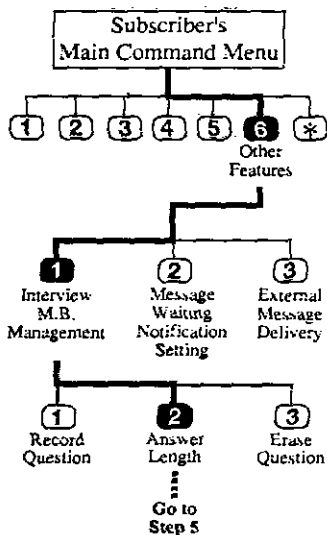 Subscriber's
Main Command Menu
1 2 3 4 5 6 *
Other
Features
1 2 3
Interview
M.B.
Management
Message
Waiting
Notification
Setting
External
Message
Delivery
1 2 3
Record
Question
Answer
Length
Erase
Question
Go to
Step 5